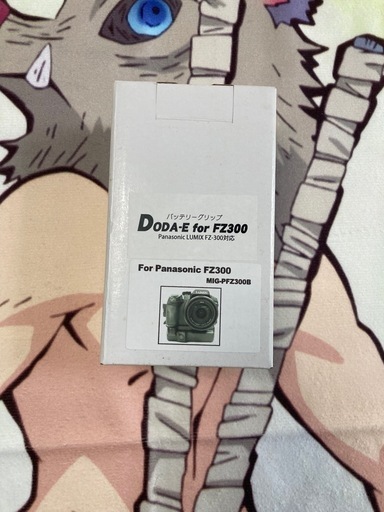 バッテリーグリップ
DODA-E for FZ300
Panasonic LUMIX FZ-300対応
For Panasonic FZ300
MIG-PFZ300B